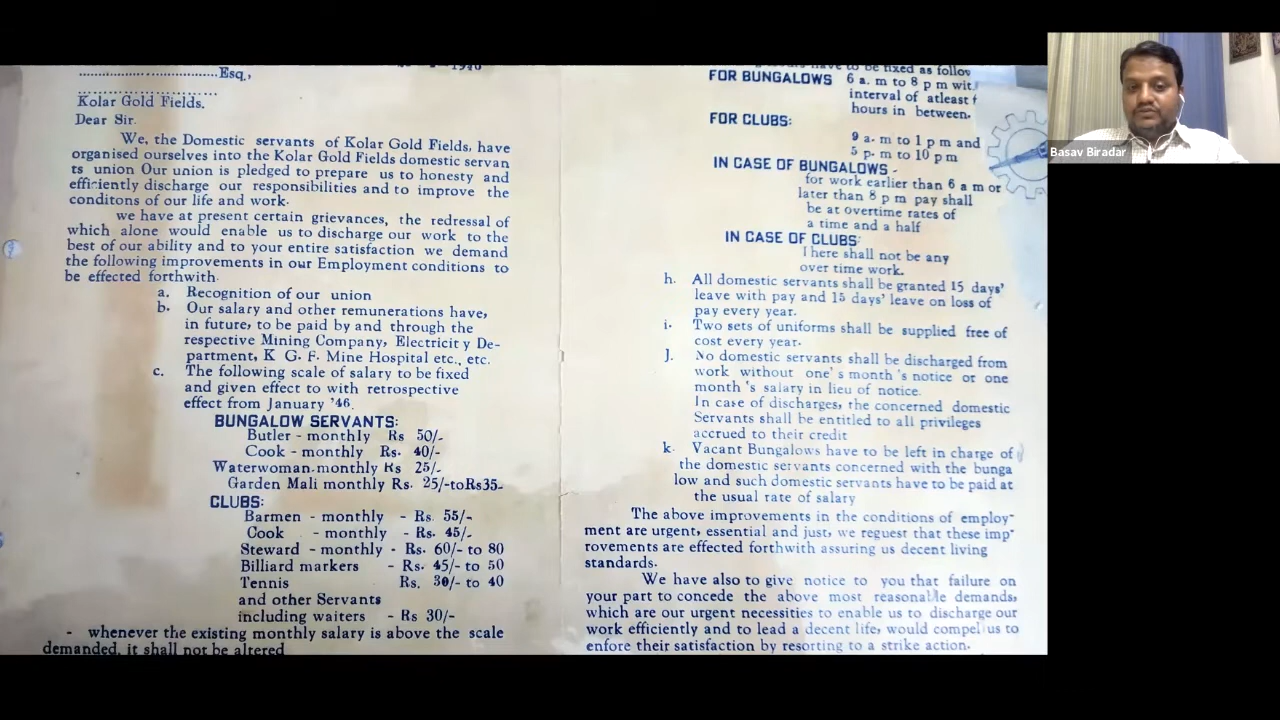 Esq.,
Kolar Gold Fields.
Dear Sir.
We, the Domestic servants of Kolar Gold Fields, have
organised ourselves into the Kolar Gold Fields domestic servan
ts union Our union is pledged to prepare us to honesty and
efficiently discharge our responsibilities and to improve the
conditons of our life and work.
we have at present certain grievances, the redressal of
which alone would enable us to discharge our work to the
best of our ability and to your entire satisfaction we demand
the following improvements in our Employment conditions to
be effected forthwith.
a. Recognition of our union
b. Our salary and other remunerations have,
in future, to be paid by and through the
respective Mining Company, Electricity De-
partment, K G. F. Mine Hospital etc., etc.
c. The following scale of salary to be fixed
and given effect to with retrospective
effect from January '46.
BUNGALOW SERVANTS:
Butler - monthly Rs 50/-
Cook - monthly Rs. 40/-
Waterwoman.monthly Rs 25/-
Garden Mali monthly Rs. 25/-toRs35-
CLUBS:
Barmen - monthly - Rs. 55/-
Cook - monthly - Rs. 45/-
Steward - monthly - Rs. 60/- to 80
Billiard markers - Rs. 45/- to 50
Tennis Rs. 30/- to 40
and other Servants
including waiters - Rs 30/-
- whenever the existing monthly salary is above the scale
demanded, it shall not be altered
have to be fixed as follov
FOR BUNGALOWS 6 a. m to 8 p m wit
interval of atleast
hours in between.
FOR CLUBS:
9 a- m to 1 p m and
5 p- m to 10 pm
IN CASE OF BUNGALOWS -
for work earlier than 6 a m or
later than 8 p m pay shall
be at overtime rates of
a time and a half
IN CASE OF CLUBS:
There shall not be any
over time work.
h. All domestic servants shall be granted 15 days'
leave with pay and 15 days' leave on loss of
pay every year.
i. Two sets of uniforms shall be supplied free of
cost every year.
J. No domestic servants shall be discharged from
work without one's month's notice or one
month's salary in lieu of notice.
In case of discharges, the concerned domestic
Servants shall be entitled to all privileges
accrued to their credit
k. Vacant Bungalows have to be left in charge of
the domestic servants concerned with the bunga
low and such domestic servants have to be paid at
the usual rate of salary
The above improvements in the conditions of employ-
ment are urgent, essential and just, we reguest that these imp-
rovements are effected forthwith assuring us decent living
standards.
We have also to give notice to you that failure on
your part to concede the above most reasonable demands,
which are our urgent necessities to enable us to discharge our
work efficiently and to lead a decent life, would compel us to
enfore their satisfaction by resorting to a strike action.
Basav Biradar